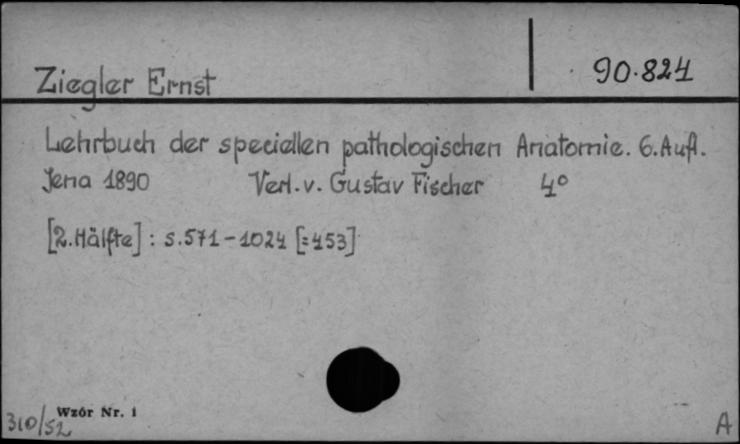 Ziegler Ernst
90.824
Lehrbuch der speciellen pathologischen Anatomie. 6. Aufl.
Jena 1890 Verl. v. Gustav Fischer 4°
[2. Hälfte] : S. 571-1024 [=453]
Wzór Nr. 1
310/52
A